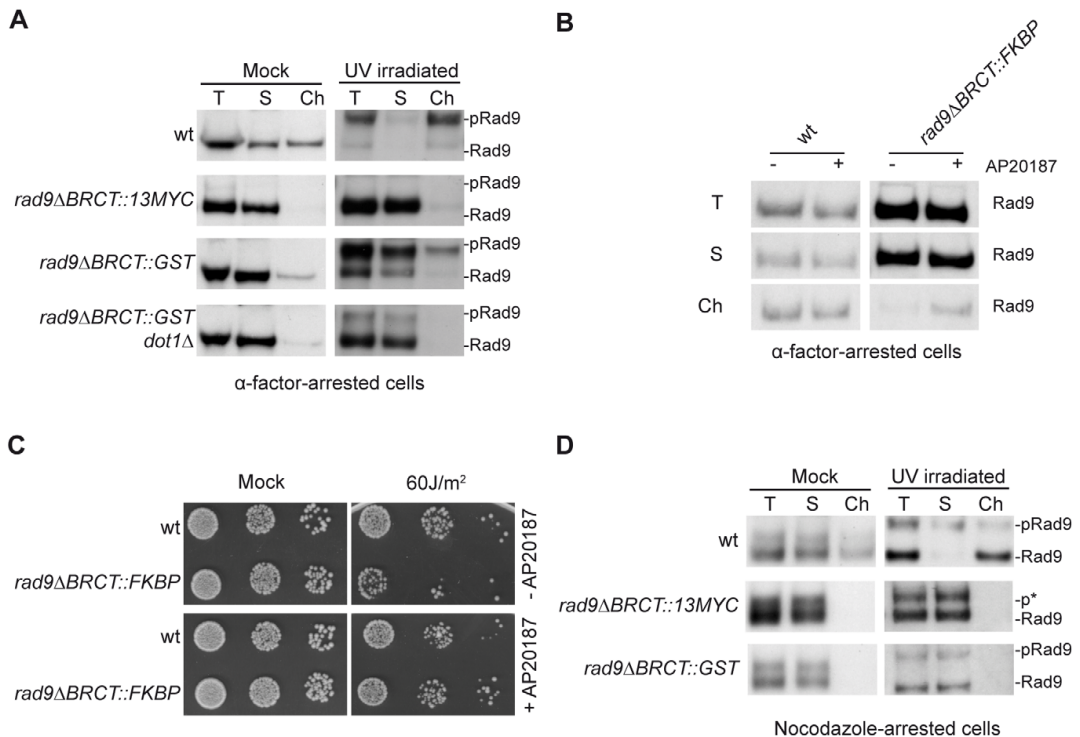 A
Mock
UV irradiated
T S Ch T S Ch
wt
-pRad9
-Rad9
rad9ΔBRCT::13MYC
-pRad9
-Rad9
rad9ΔBRCT::GST
-pRad9
-Rad9
rad9ΔBRCT::GST
dot1Δ
-pRad9
-Rad9
α-factor-arrested cells
B
wt
rad9ΔBRCT::FKBP
- + - + AP20187
T Rad9
S Rad9
Ch Rad9
α-factor-arrested cells
C
Mock 60J/m²
wt
rad9ΔBRCT::FKBP
- AP20187
wt
rad9ΔBRCT::FKBP
+ AP20187
D
Mock
UV irradiated
T S Ch T S Ch
wt
-pRad9
-Rad9
rad9ΔBRCT::13MYC
-p*
-Rad9
rad9ΔBRCT::GST
-pRad9
-Rad9
Nocodazole-arrested cells